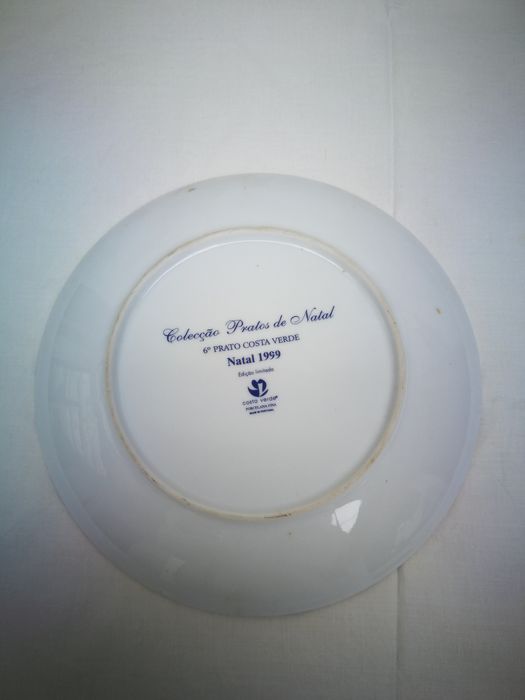 Colecção Pratos de Natal
6º PRATO COSTA VERDE
Natal 1999
Edição limitada
costa verde®
PORCELANA FINA
MADE IN PORTUGAL